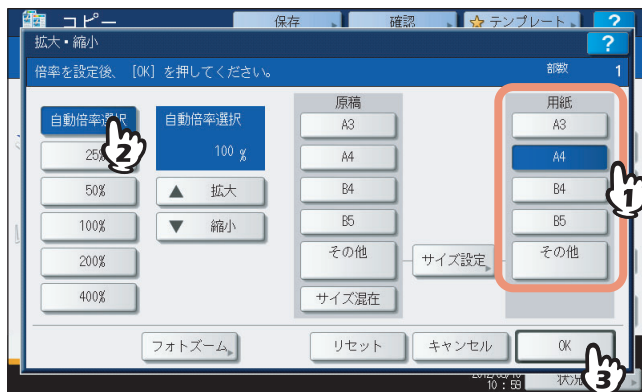 コピー
保存
確認
テンプレート
?
拡大・縮小
?
倍率を設定後、[OK] を押してください。
部数 1
自動倍率選択
25%
50%
100%
200%
400%
自動倍率選択
100 %
▲ 拡大
▼ 縮小
原稿
A3
A4
B4
B5
その他
サイズ混在
サイズ設定
用紙
A3
A4
B4
B5
その他
1
2
フォトズーム
リセット
キャンセル
OK
3
10:59
状況